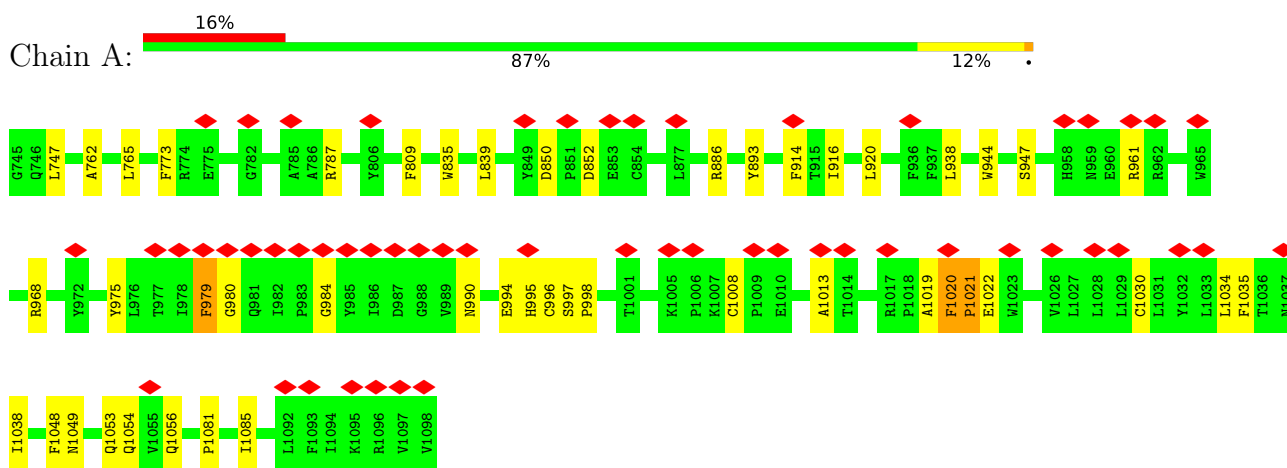 16%
Chain A:
87% 12% •
G745 Q746 L747 A762 L765 F773 R774 E775 G782 A785 A786 R787 Y806 F809 W835 L839 Y849 D850 P851 D852 E853 C854 L877 R886 Y893 F914 T915 I916 L920 F936 F937 L938 W944 S947 H958 N959 E960 R961 R962 W965
R968 Y972 Y975 L976 T977 I978 F979 G980 Q981 I982 P983 G984 Y985 I986 D987 G988 V989 N990 E994 H995 C996 S997 P998 T1001 K1005 P1006 K1007 C1008 P1009 E1010 A1013 T1014 R1017 P1018 A1019 F1020 P1021 E1022 W1023 V1026 L1027 L1028 L1029 C1030 L1031 Y1032 L1033 L1034 F1035 T1036 N1037
I1038 F1048 N1049 Q1053 Q1054 V1055 Q1056 P1081 I1085 L1092 F1093 I1094 K1095 R1096 V1097 V1098